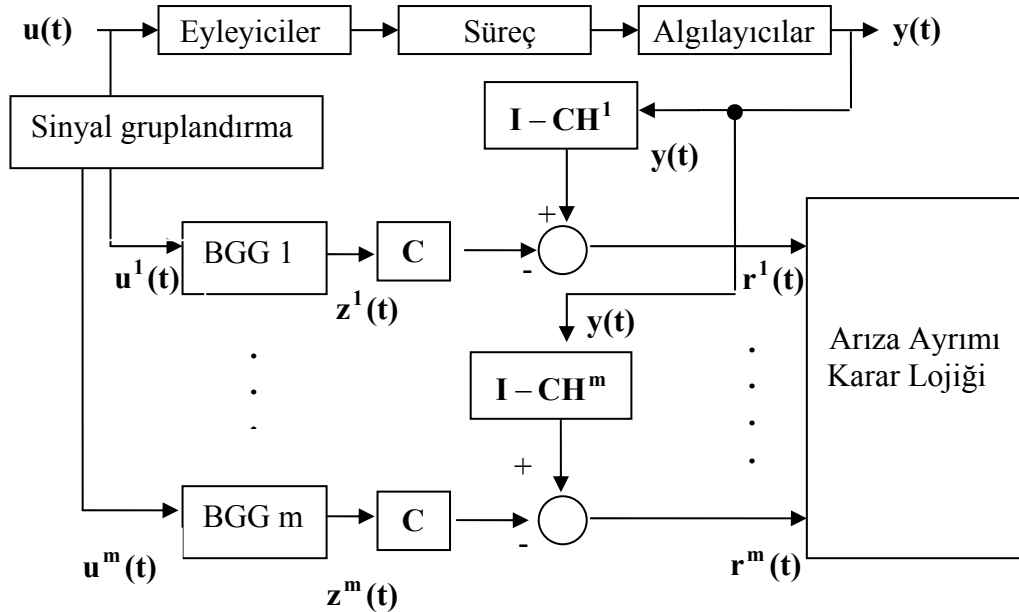 u(t)
Eyleyiciler
Süreç
Algılayıcılar
y(t)
Sinyal gruplandırma
I – CH¹
y(t)
+
BGG 1
C
-
u¹(t)
z¹(t)
r¹(t)
y(t)
Arıza Ayrımı
Karar Lojiği
I – CHᵐ
+
BGG m
C
-
uᵐ(t)
zᵐ(t)
rᵐ(t)